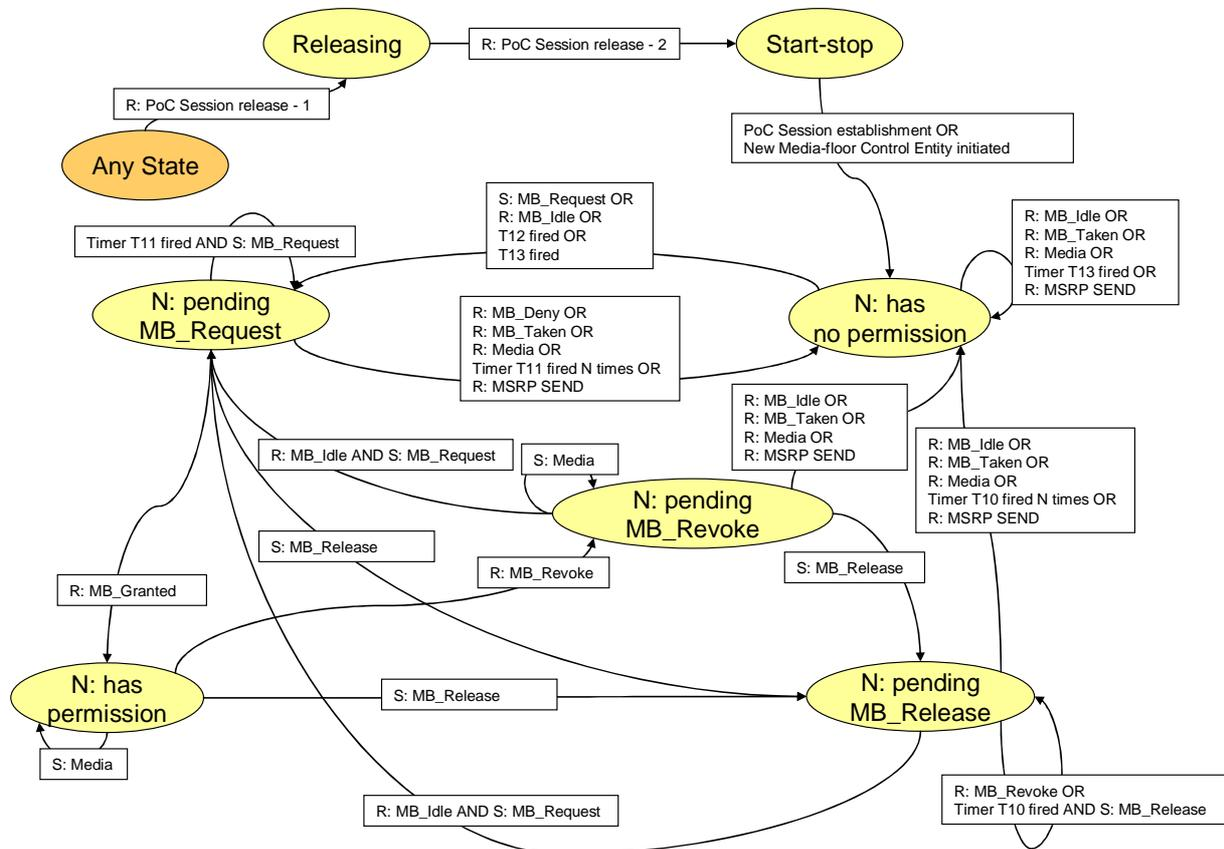 Releasing
R: PoC Session release - 2
Start-stop
R: PoC Session release - 1
Any State
PoC Session establishment OR
New Media-floor Control Entity initiated
S: MB_Request OR
R: MB_Idle OR
T12 fired OR
T13 fired
R: MB_Idle OR
R: MB_Taken OR
R: Media OR
Timer T13 fired OR
R: MSRP SEND
Timer T11 fired AND S: MB_Request
N: pending
MB_Request
N: has
no permission
R: MB_Deny OR
R: MB_Taken OR
R: Media OR
Timer T11 fired N times OR
R: MSRP SEND
R: MB_Idle OR
R: MB_Taken OR
R: Media OR
R: MSRP SEND
R: MB_Idle OR
R: MB_Taken OR
R: Media OR
Timer T10 fired N times OR
R: MSRP SEND
R: MB_Idle AND S: MB_Request
S: Media
N: pending
MB_Revoke
S: MB_Release
R: MB_Revoke
S: MB_Release
R: MB_Granted
N: has
permission
S: MB_Release
N: pending
MB_Release
S: Media
R: MB_Idle AND S: MB_Request
R: MB_Revoke OR
Timer T10 fired AND S: MB_Release